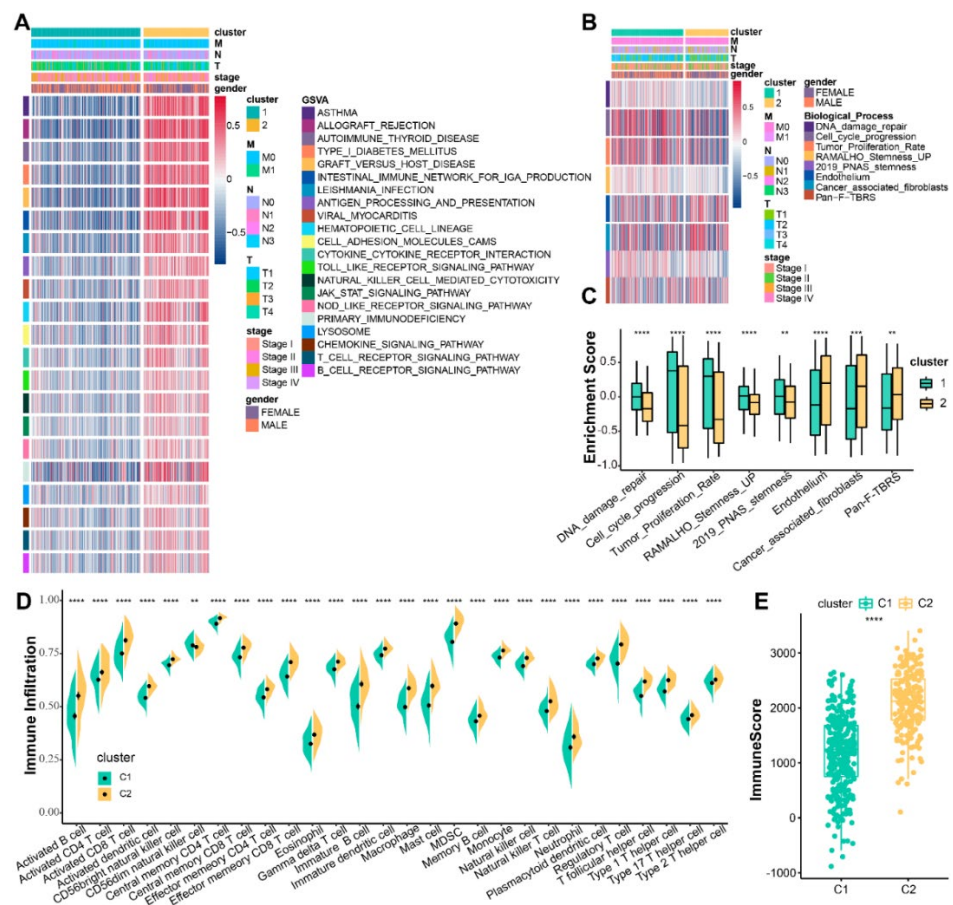 A
cluster
M
N
T
stage
gender
0.5
0
−0.5
cluster
1
2
M
M0
M1
N
N0
N1
N2
N3
T
T1
T2
T3
T4
stage
Stage I
Stage II
Stage III
Stage IV
gender
FEMALE
MALE
GSVA
ASTHMA
ALLOGRAFT_REJECTION
AUTOIMMUNE_THYROID_DISEASE
TYPE_I_DIABETES_MELLITUS
GRAFT_VERSUS_HOST_DISEASE
INTESTINAL_IMMUNE_NETWORK_FOR_IGA_PRODUCTION
LEISHMANIA_INFECTION
ANTIGEN_PROCESSING_AND_PRESENTATION
VIRAL_MYOCARDITIS
HEMATOPOIETIC_CELL_LINEAGE
CELL_ADHESION_MOLECULES_CAMS
CYTOKINE_CYTOKINE_RECEPTOR_INTERACTION
TOLL_LIKE_RECEPTOR_SIGNALING_PATHWAY
NATURAL_KILLER_CELL_MEDIATED_CYTOTOXICITY
JAK_STAT_SIGNALING_PATHWAY
NOD_LIKE_RECEPTOR_SIGNALING_PATHWAY
PRIMARY_IMMUNODEFICIENCY
LYSOSOME
CHEMOKINE_SIGNALING_PATHWAY
T_CELL_RECEPTOR_SIGNALING_PATHWAY
B_CELL_RECEPTOR_SIGNALING_PATHWAY
B
cluster
M
N
T
stage
gender
0.5
0
−0.5
cluster
1
2
M
M0
M1
N
N0
N1
N2
N3
T
T1
T2
T3
T4
stage
Stage I
Stage II
Stage III
Stage IV
gender
FEMALE
MALE
Biological_Process
DNA_damage_repair
Cell_cycle_progression
Tumor_Proliferation_Rate
RAMALHO_Stemness_UP
2019_PNAS_stemness
Endothelium
Cancer_associated_fibroblasts
Pan-F-TBRS
C
**** **** **** **** ** **** *** **
Enrichment Score
0.5
0.0
-0.5
-1.0
DNA_damage_repair
Cell_cycle_progression
Tumor_Proliferation_Rate
RAMALHO_Stemness_UP
2019_PNAS_stemness
Endothelium
Cancer_associated_fibroblasts
Pan-F-TBRS
cluster
1
2
D
**** **** **** **** **** ** **** **** **** **** **** **** **** **** **** **** **** **** **** **** **** **** **** **** **** **** **** ****
Immune Infiltration
1.00
0.75
0.50
0.25
0.00
cluster
C1
C2
Activated B cell
Activated CD4 T cell
Activated CD8 T cell
Activated dendritic cell
CD56bright natural killer cell
CD56dim natural killer cell
Central memory CD4 T cell
Central memory CD8 T cell
Effector memory CD4 T cell
Effector memeory CD8 T cell
Eosinophil
Gamma delta T cell
Immature B cell
Immature dendritic cell
Macrophage
Mast cell
MDSC
Memory B cell
Monocyte
Natural killer cell
Natural killer T cell
Neutrophil
Plasmacytoid dendritic cell
Regulatory T cell
T follicular helper cell
Type 1 T helper cell
Type 17 T helper cell
Type 2 T helper cell
E
cluster C1 C2
****
ImmuneScore
3000
2000
1000
0
-1000
C1 C2